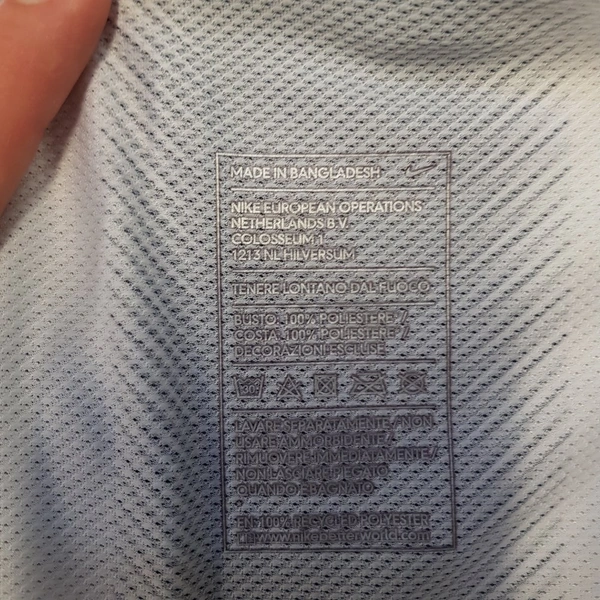 MADE IN BANGLADESH
NIKE EUROPEAN OPERATIONS
NETHERLANDS B.V.
COLOSSEUM 1
1213 NL HILVERSUM
TENERE LONTANO DAL FUOCO
BUSTO: 100% POLIESTERE /
COSTA: 100% POLIESTERE /
DECORAZIONI ESCLUSE
30
LAVARE SEPARATAMENTE / NON
USARE AMMORBIDENTE /
RIMUOVERE IMMEDIATAMENTE /
NON LASCIARE PIEGATO
QUANDO È BAGNATO
EN: 100% RECYCLED POLYESTER
www.nikebetterworld.com